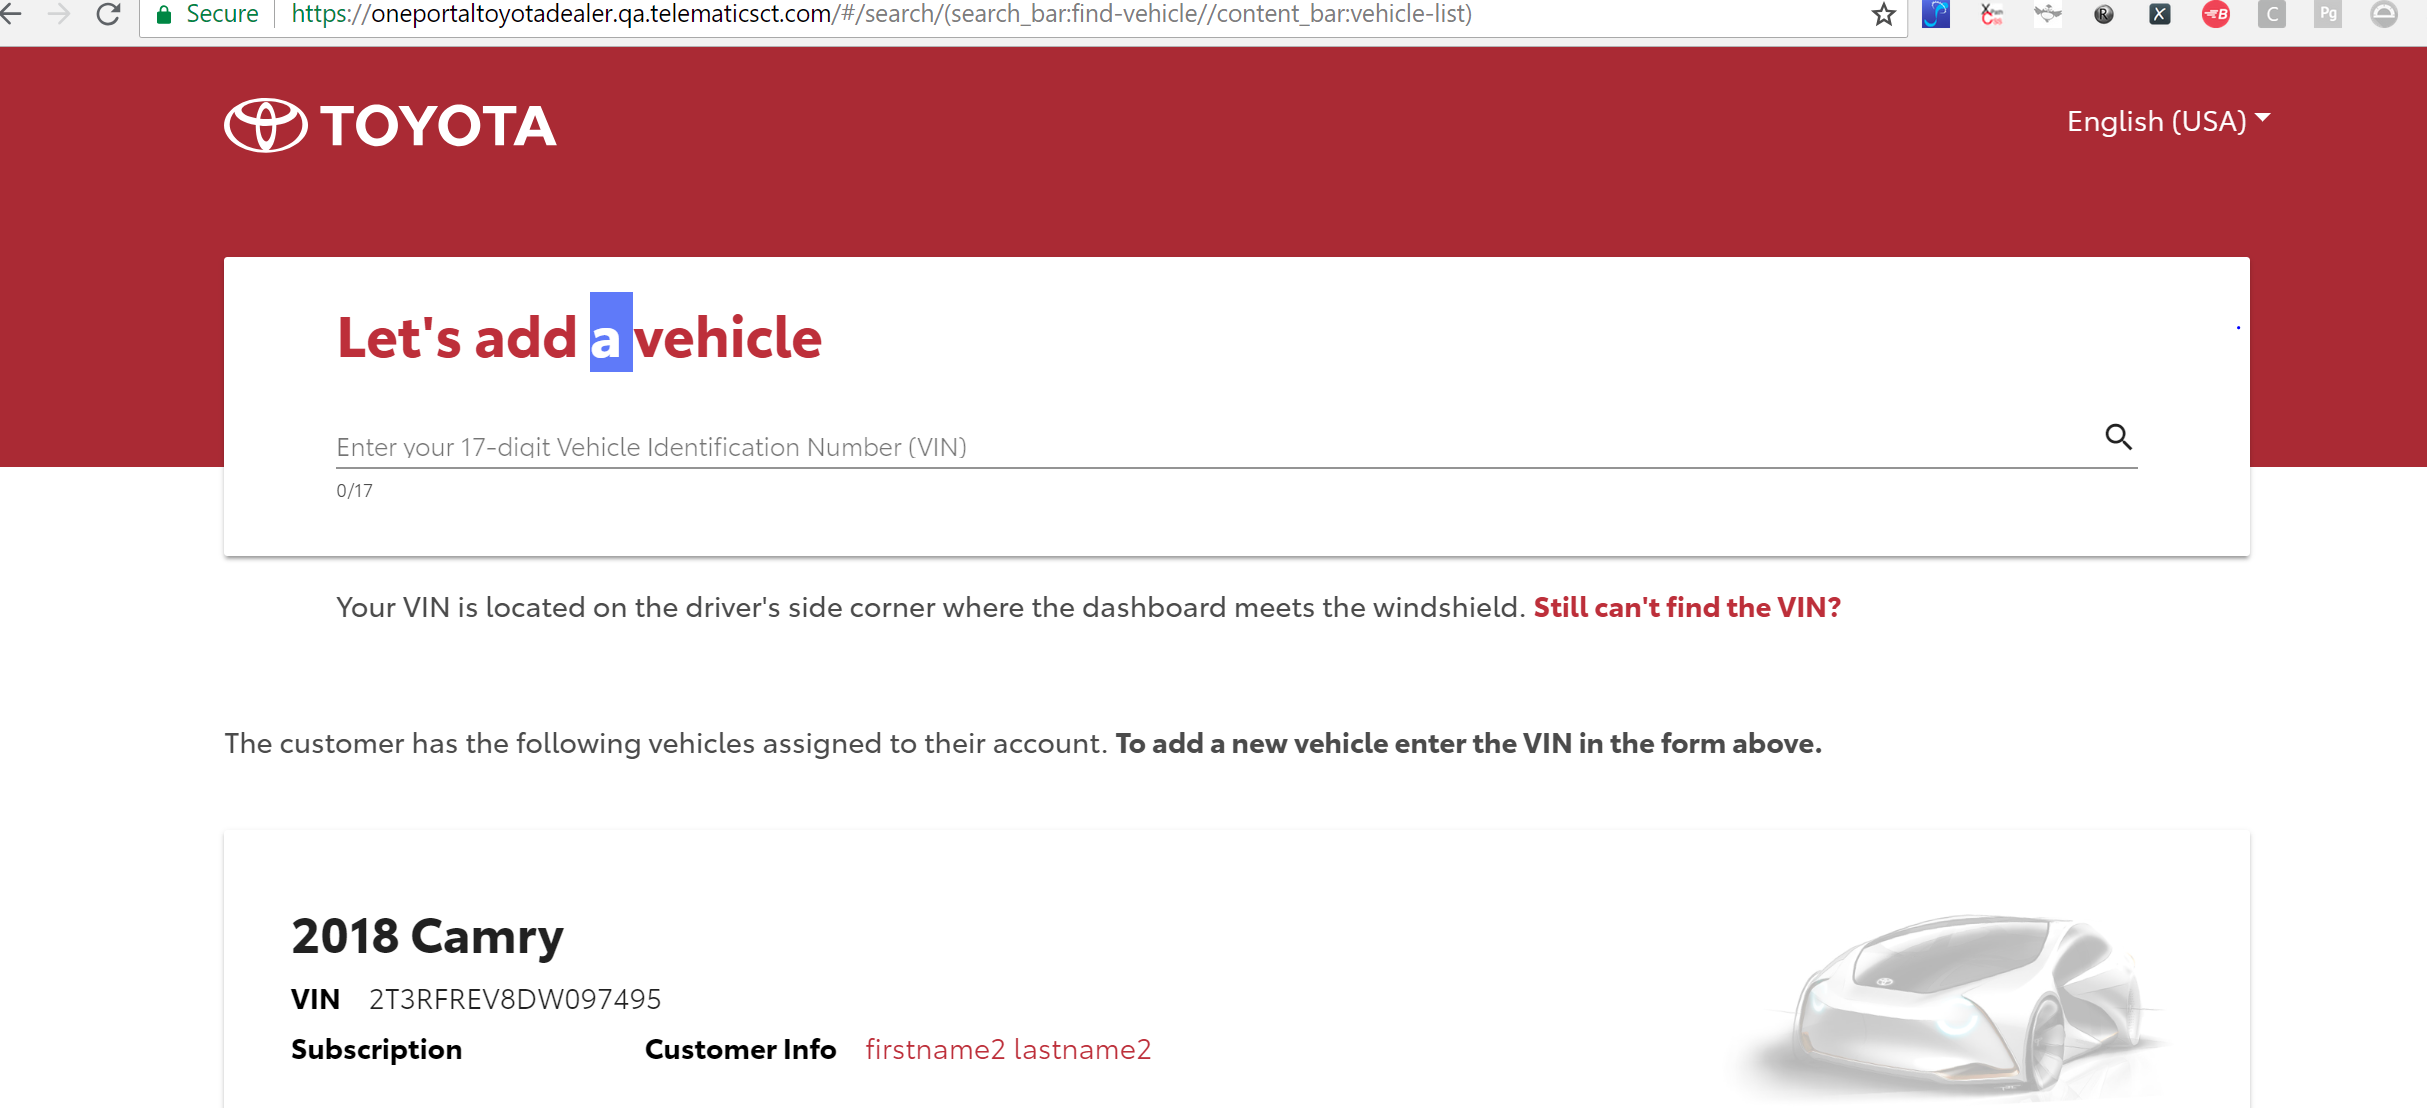 Secure https://oneportaltoyotadealer.qa.telematicsct.com/#/search/(search_bar:find-vehicle//content_bar:vehicle-list)
TOYOTA
English (USA)
Let's add a vehicle
Enter your 17-digit Vehicle Identification Number (VIN)
0/17
Your VIN is located on the driver's side corner where the dashboard meets the windshield. Still can't find the VIN?
The customer has the following vehicles assigned to their account. To add a new vehicle enter the VIN in the form above.
2018 Camry
VIN 2T3RFREV8DW097495
Subscription Customer Info firstname2 lastname2